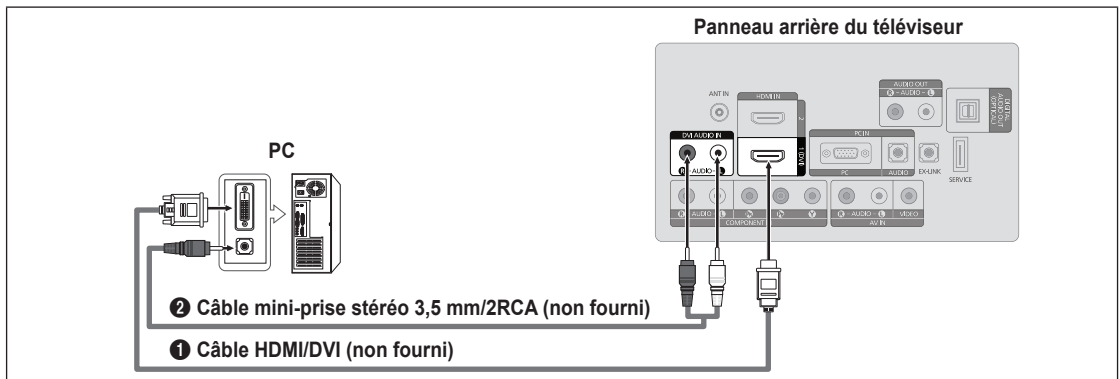 Panneau arrière du téléviseur
AUDIO OUT
R - AUDIO - L
DIGITAL
AUDIO OUT
(OPTICAL)
ANT IN
HDMI IN
2
DVI AUDIO IN
R - AUDIO - L
1(DVI)
PC IN
PC
AUDIO
EX-LINK
SERVICE
R - AUDIO - L
Y
COMPONENT
R - AUDIO - L
VIDEO
AV IN
PC
❷ Câble mini-prise stéréo 3,5 mm/2RCA (non fourni)
❶ Câble HDMI/DVI (non fourni)